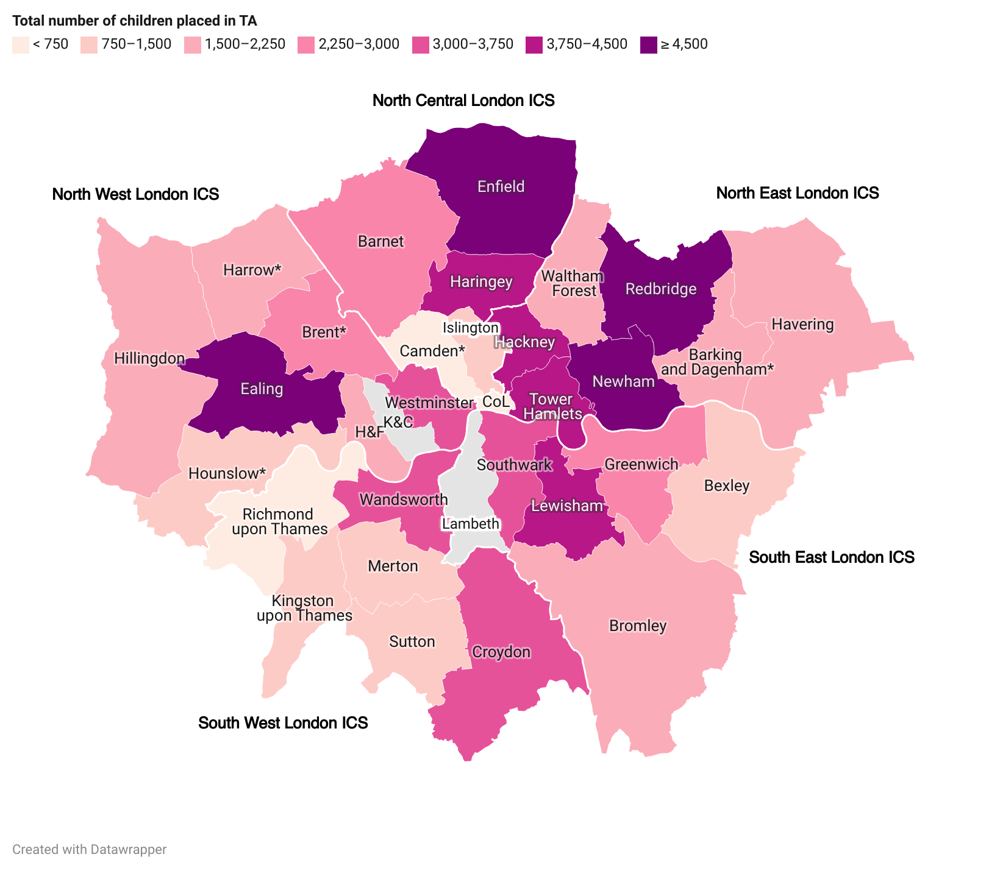 Total number of children placed in TA
< 750 750–1,500 1,500–2,250 2,250–3,000 3,000–3,750 3,750–4,500 ≥ 4,500
North Central London ICS
Enfield
North West London ICS
North East London ICS
Barnet
Harrow*
Haringey
Waltham
Forest
Redbridge
Havering
Islington
Brent*
Hackney
Camden*
Hillingdon
Barking
and Dagenham*
Newham
Ealing
Westminster
CoL
Tower
Hamlets
K&C
H&F
Southwark
Greenwich
Hounslow*
Bexley
Wandsworth
Lewisham
Richmond
upon Thames
Lambeth
South East London ICS
Merton
Kingston
upon Thames
Bromley
Sutton
Croydon
South West London ICS
Created with Datawrapper